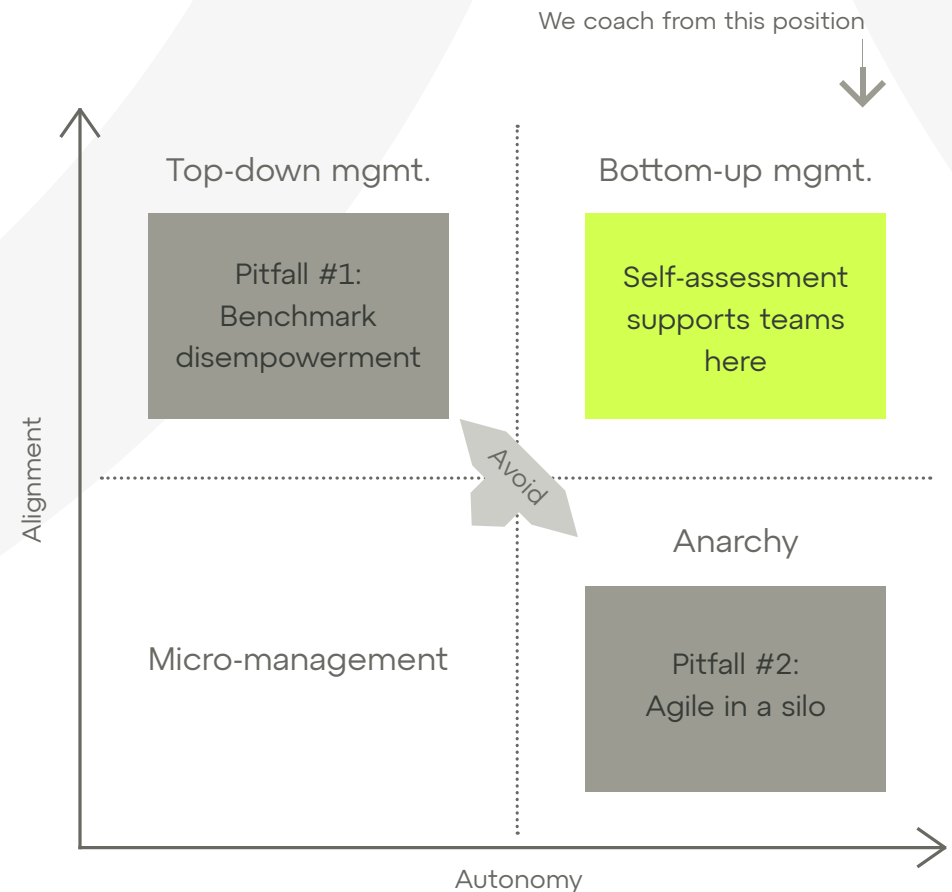 We coach from this position
Top-down mgmt.
Bottom-up mgmt.
Pitfall #1:
Benchmark
disempowerment
Self-assessment
supports teams
here
Alignment
Avoid
Anarchy
Micro-management
Pitfall #2:
Agile in a silo
Autonomy